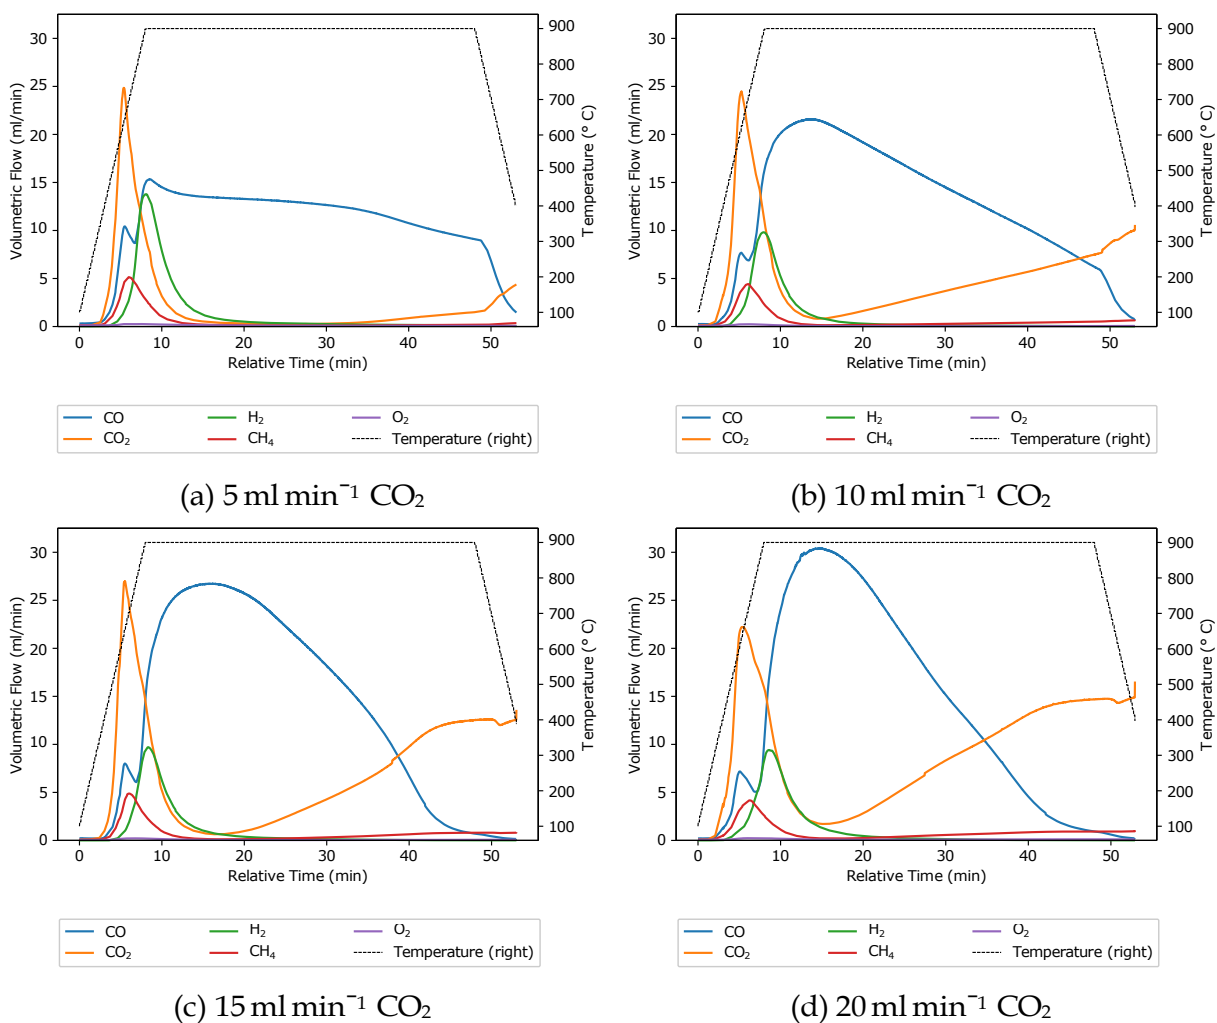 30
25
20
15
10
5
0
Volumetric Flow (ml/min)
0 10 20 30 40 50
Relative Time (min)
900
800
700
600
500
400
300
200
100
Temperature (° C)
CO H₂ O₂
CO₂ CH₄ Temperature (right)
(a) 5 ml min⁻¹ CO₂
30
25
20
15
10
5
0
Volumetric Flow (ml/min)
0 10 20 30 40 50
Relative Time (min)
900
800
700
600
500
400
300
200
100
Temperature (° C)
CO H₂ O₂
CO₂ CH₄ Temperature (right)
(b) 10 ml min⁻¹ CO₂
30
25
20
15
10
5
0
Volumetric Flow (ml/min)
0 10 20 30 40 50
Relative Time (min)
900
800
700
600
500
400
300
200
100
Temperature (° C)
CO H₂ O₂
CO₂ CH₄ Temperature (right)
(c) 15 ml min⁻¹ CO₂
30
25
20
15
10
5
0
Volumetric Flow (ml/min)
0 10 20 30 40 50
Relative Time (min)
900
800
700
600
500
400
300
200
100
Temperature (° C)
CO H₂ O₂
CO₂ CH₄ Temperature (right)
(d) 20 ml min⁻¹ CO₂